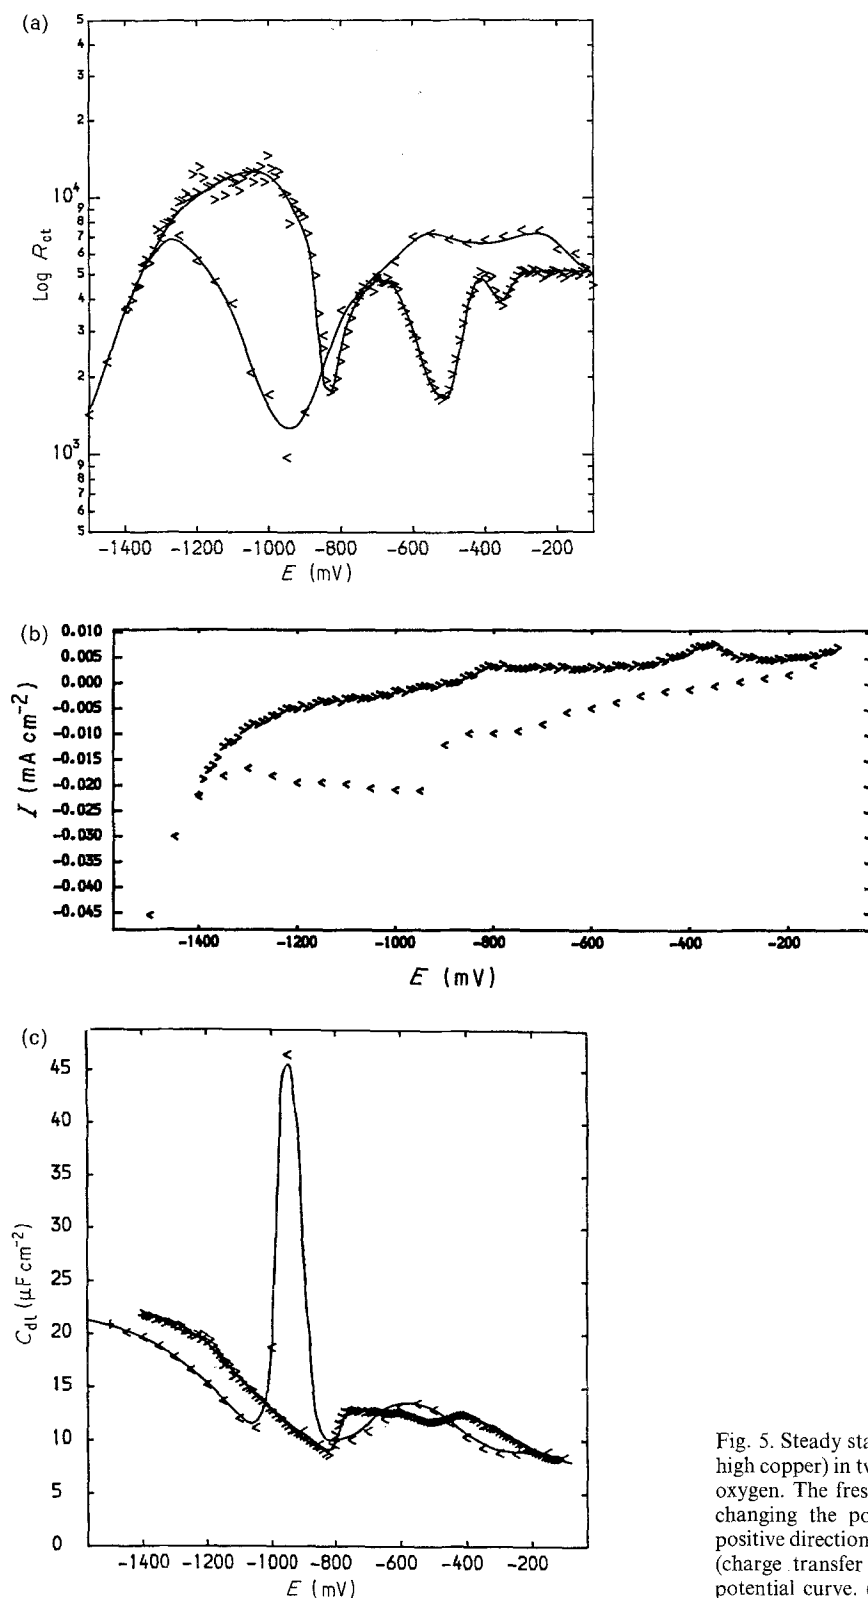 (a)
5
4
3
2
10⁴
9
8
7
6
5
4
3
2
10³
9
8
7
6
5
Log R_ct
-1400 -1200 -1000 -800 -600 -400 -200
E (mV)
(b)
0.010
0.005
0.000
-0.005
-0.010
-0.015
-0.020
-0.025
-0.030
-0.035
-0.040
-0.045
I (mA cm⁻²)
-1400 -1200 -1000 -800 -600 -400 -200
E (mV)
(c)
45
40
35
30
25
20
15
10
5
0
C_dl (μF cm⁻²)
-1400 -1200 -1000 -800 -600 -400 -200
E (mV)
Fig. 5. Steady sta
high copper) in tw
oxygen. The fres
changing the po
positive direction
(charge transfer
potential curve. (